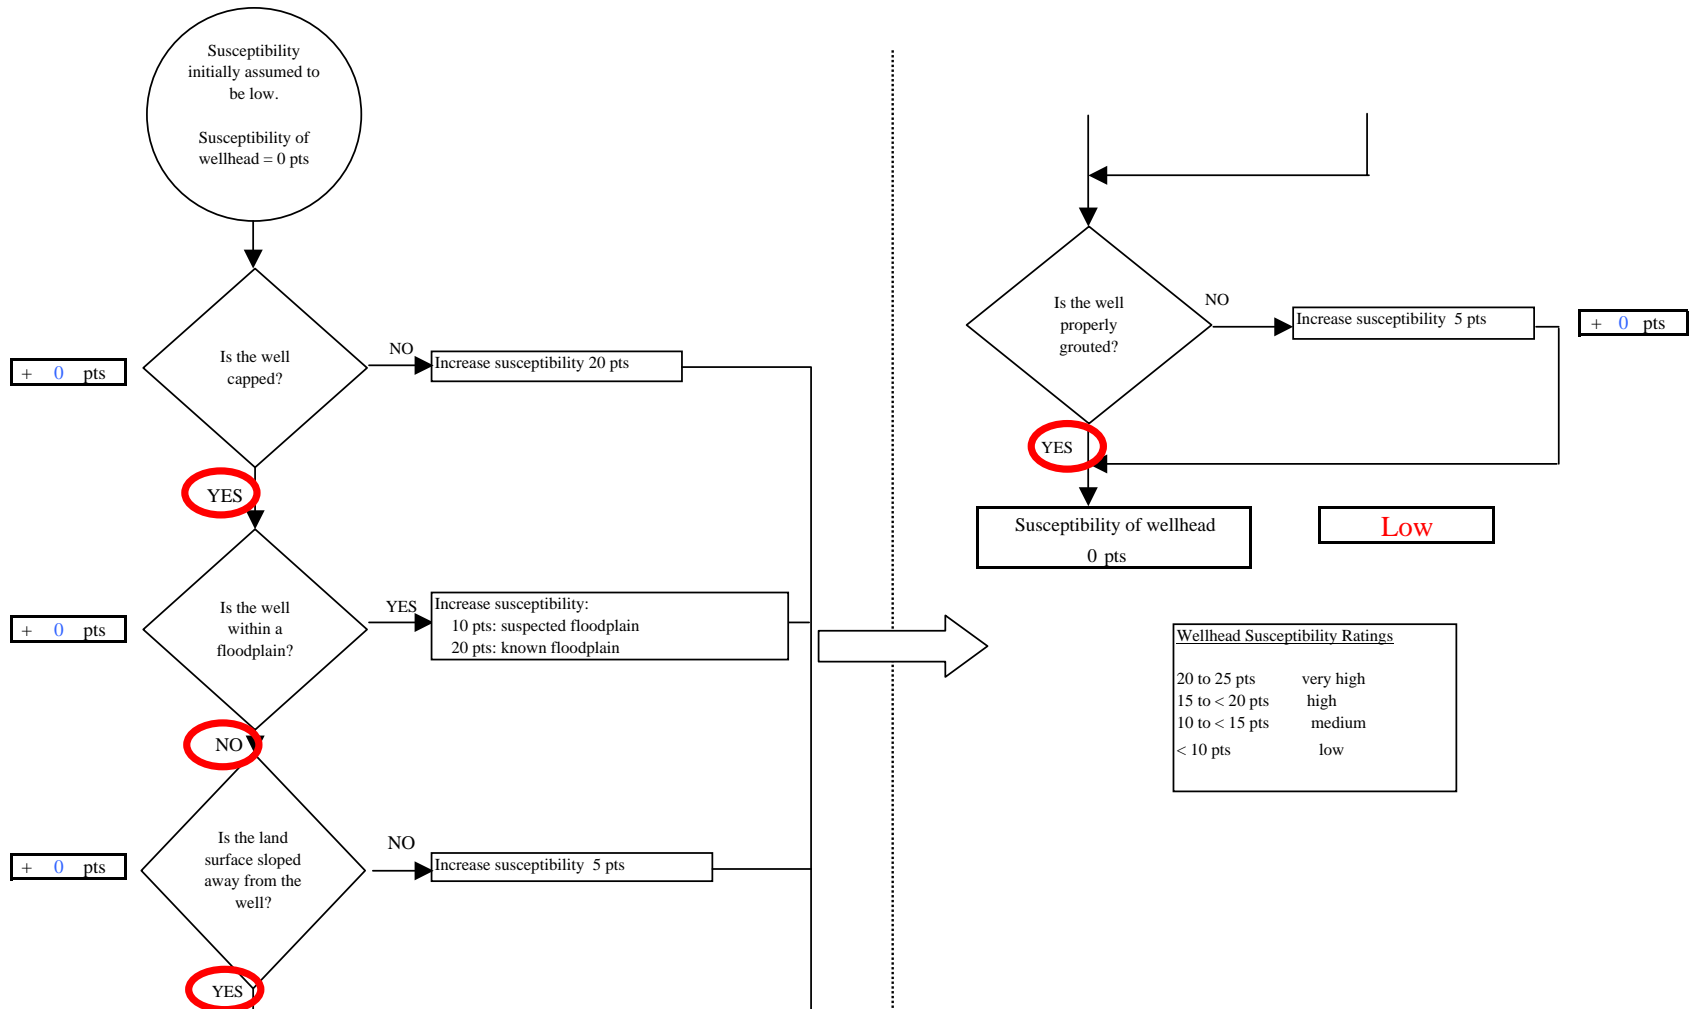 Susceptibility
initially assumed to
be low.
Susceptibility of
wellhead = 0 pts
Is the well
capped?
NO
Increase susceptibility 20 pts
+ 0 pts
YES
Is the well
within a
floodplain?
YES
Increase susceptibility:
10 pts: suspected floodplain
20 pts: known floodplain
+ 0 pts
NO
Is the land
surface sloped
away from the
well?
NO
Increase susceptibility 5 pts
+ 0 pts
YES
Is the well
properly
grouted?
NO
Increase susceptibility 5 pts
+ 0 pts
YES
Susceptibility of wellhead
0 pts
Low
Wellhead Susceptibility Ratings
20 to 25 pts very high
15 to < 20 pts high
10 to < 15 pts medium
< 10 pts low